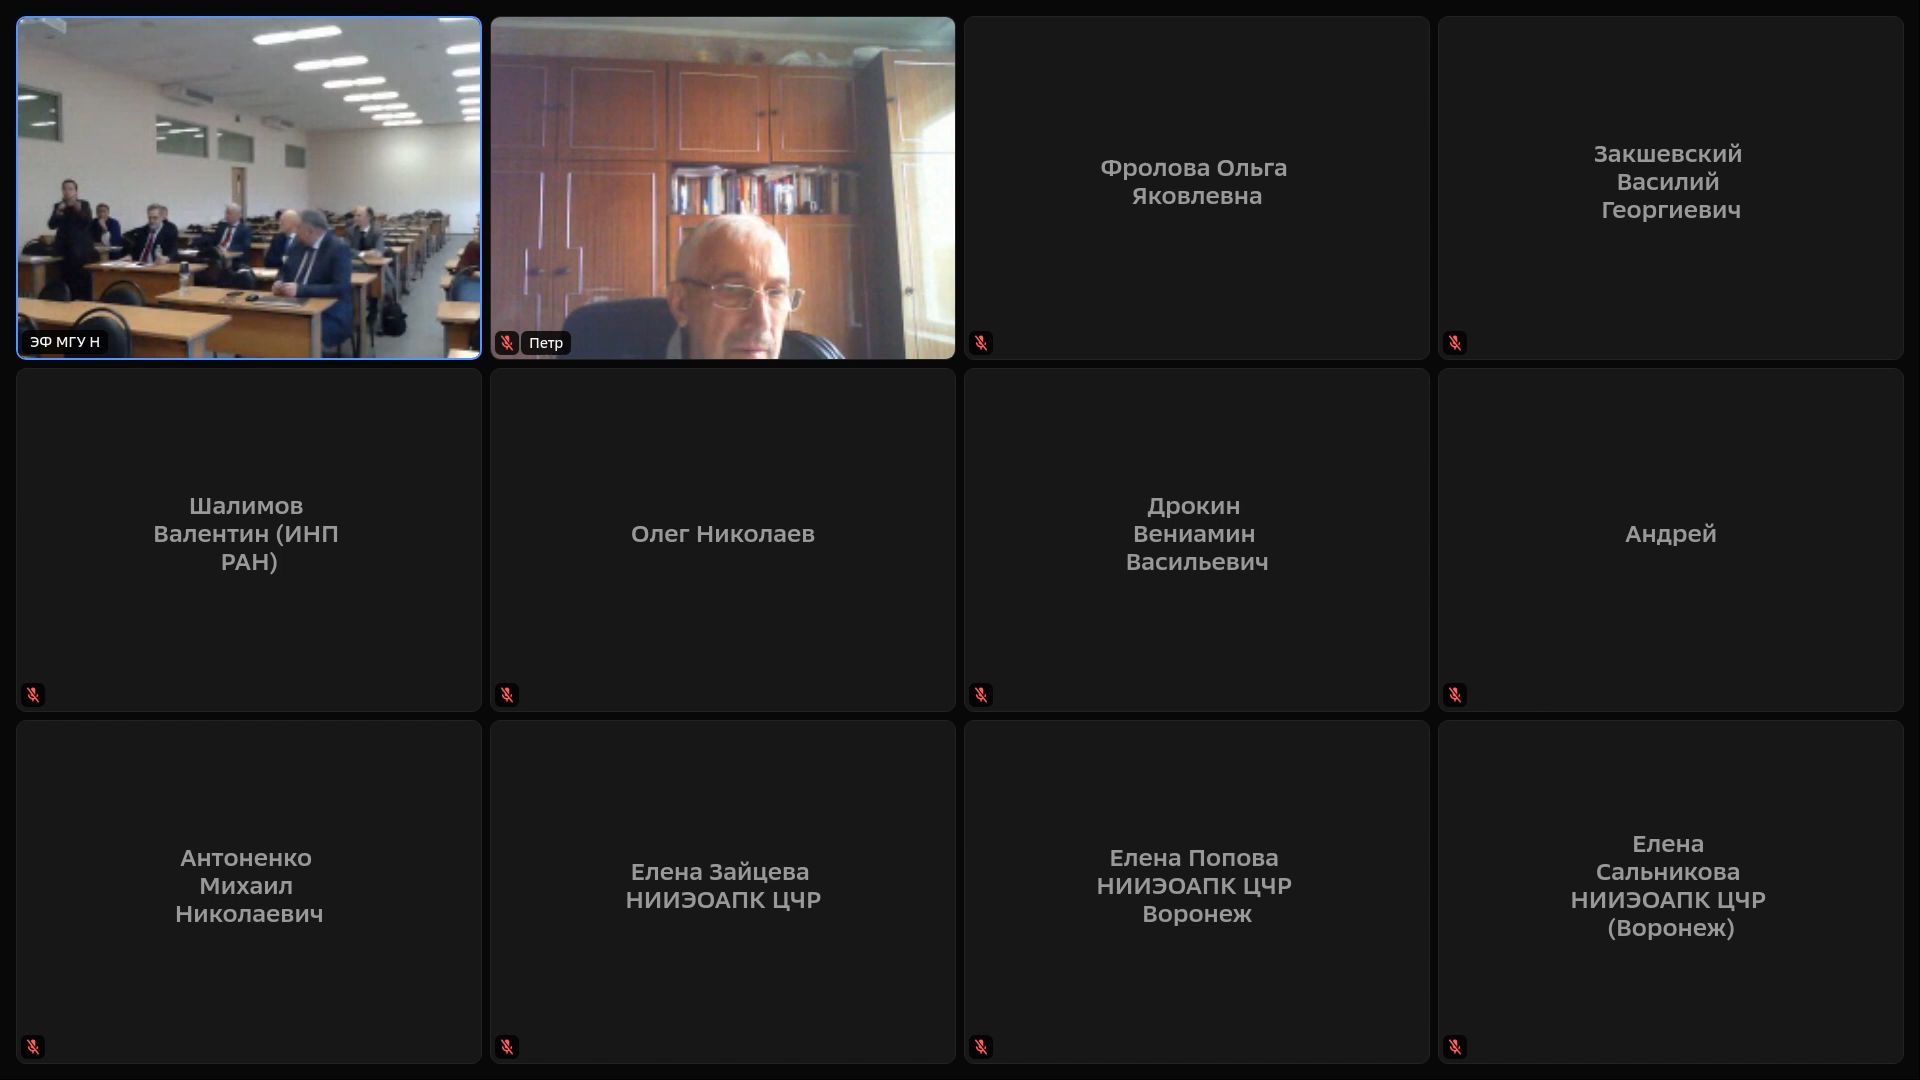 ЭФ МГУ Н
Петр
Фролова Ольга
Яковлевна
Закшевский
Василий
Георгиевич
Шалимов
Валентин (ИНП
РАН)
Олег Николаев
Дрокин
Вениамин
Васильевич
Андрей
Антоненко
Михаил
Николаевич
Елена Зайцева
НИИЭОАПК ЦЧР
Елена Попова
НИИЭОАПК ЦЧР
Воронеж
Елена
Сальникова
НИИЭОАПК ЦЧР
(Воронеж)